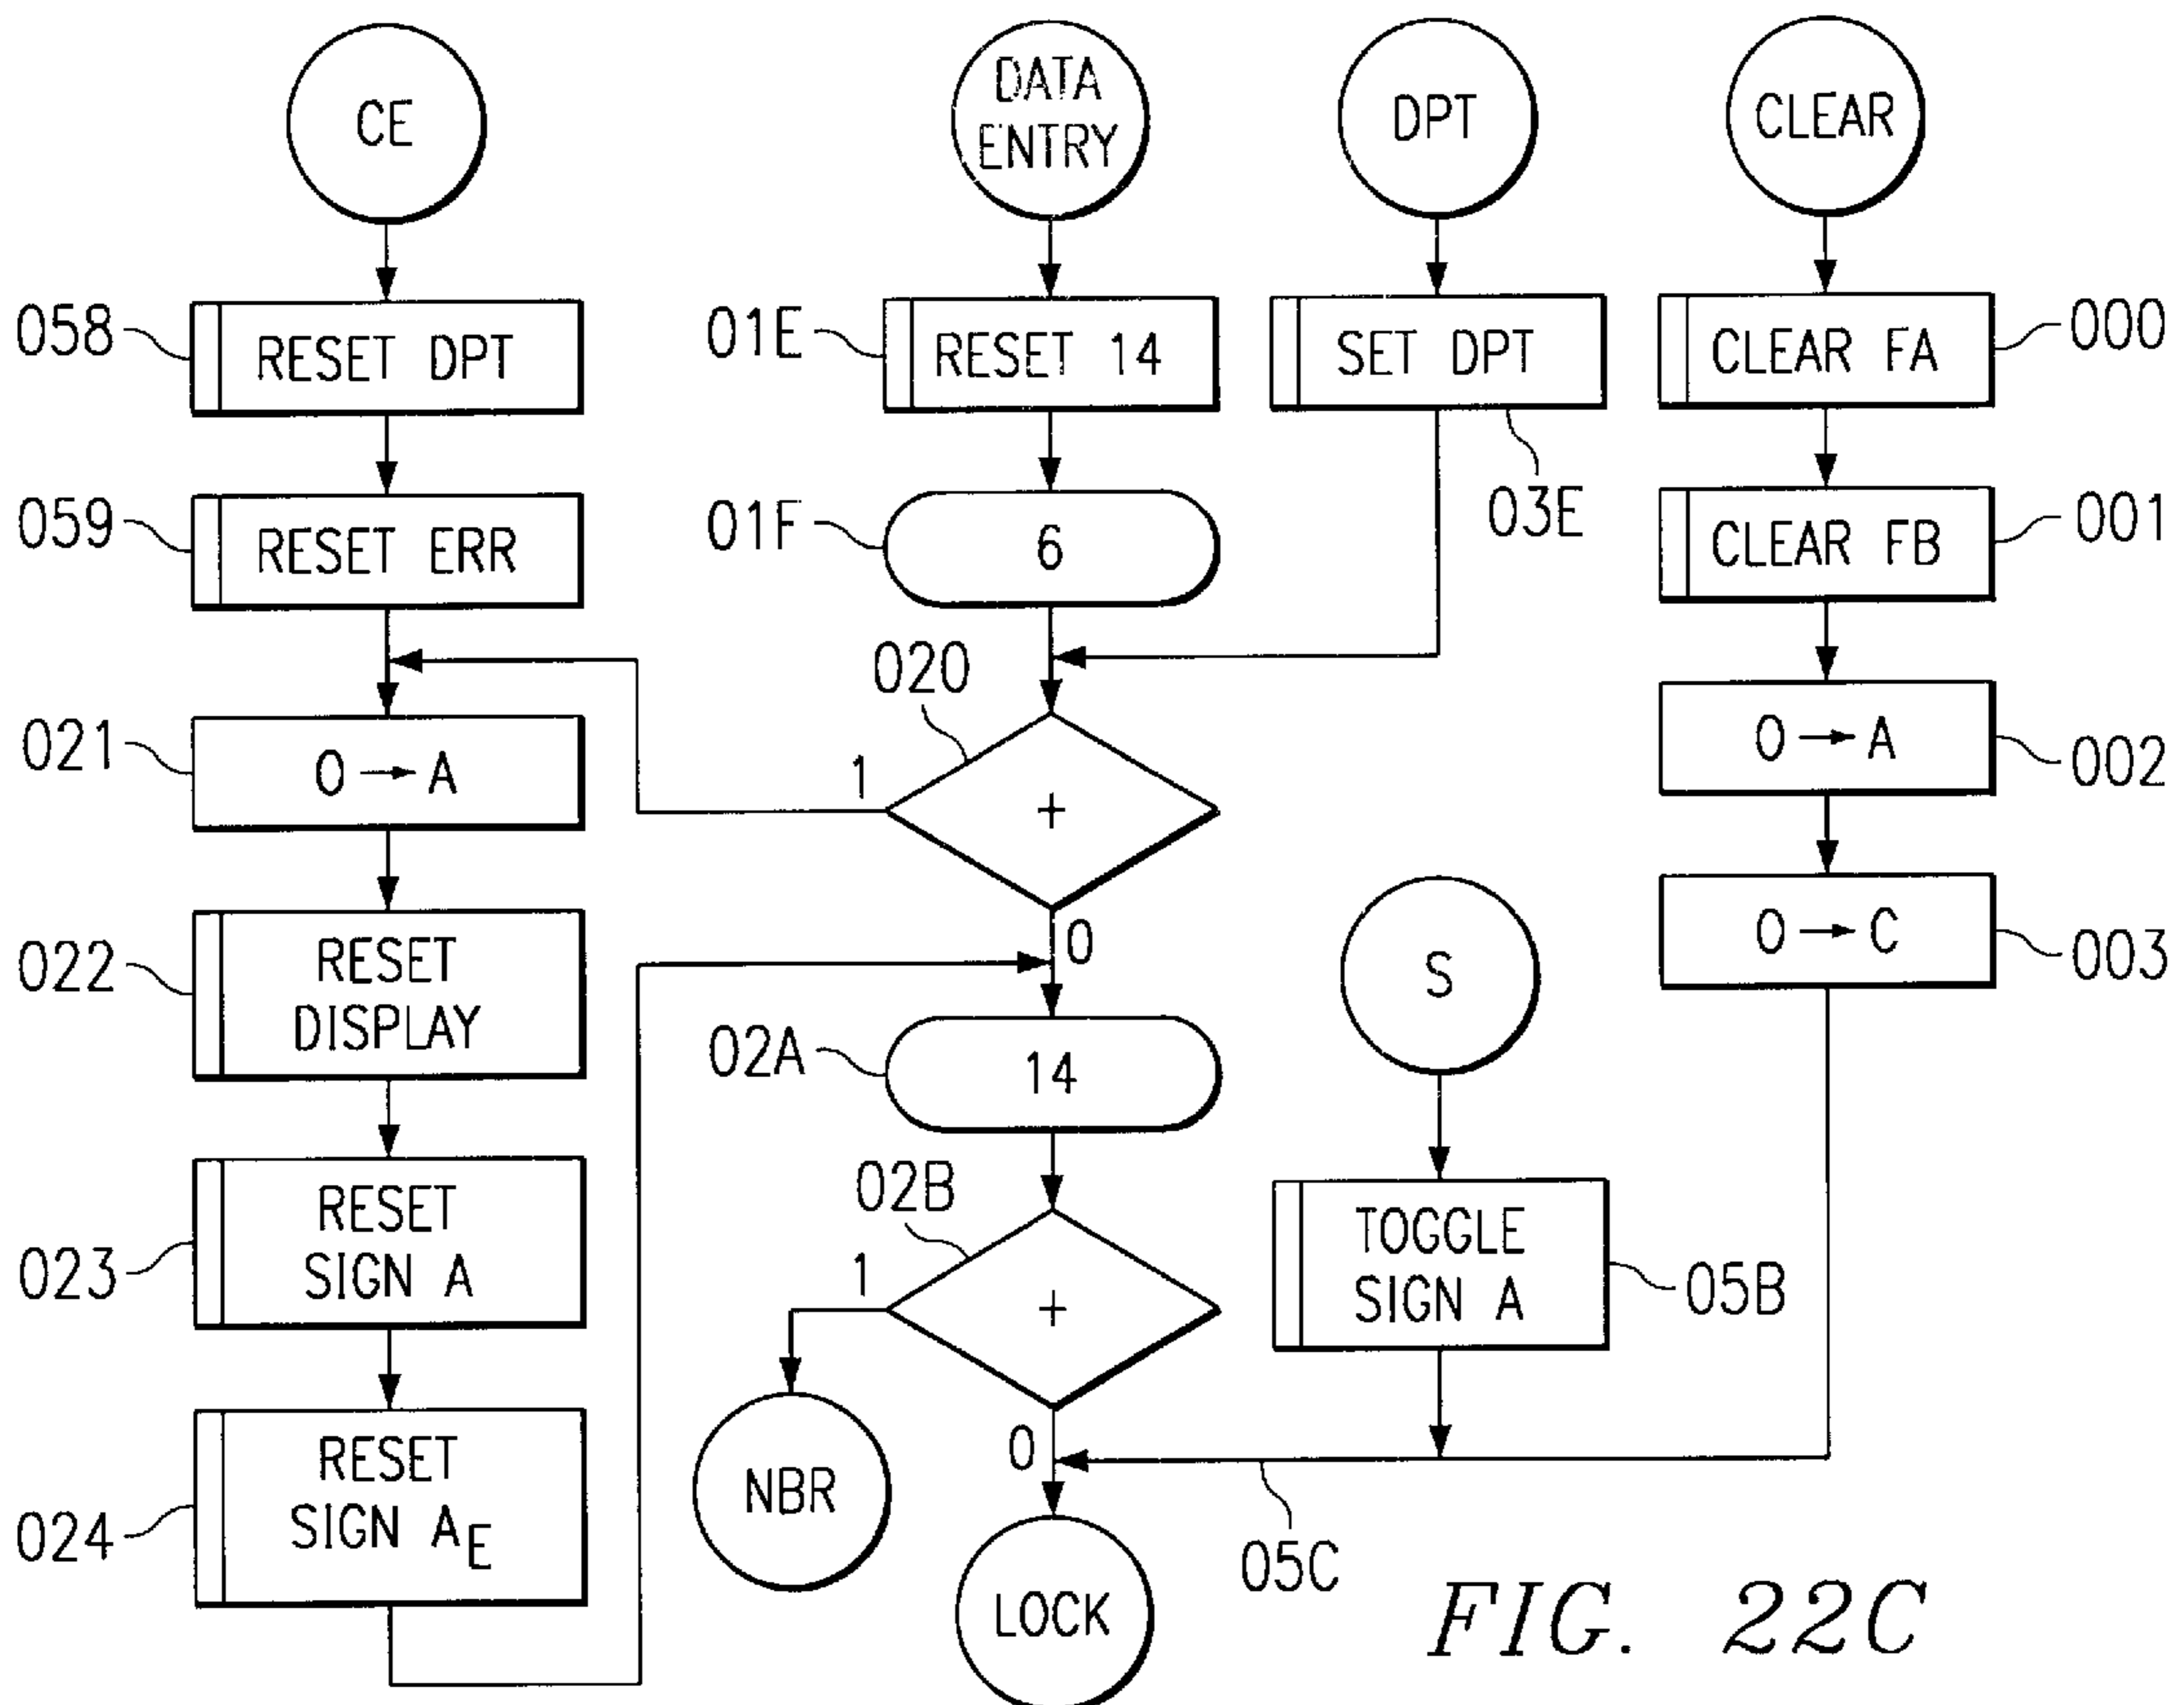 CE
DATA
ENTRY
DPT
CLEAR
058
RESET DPT
01E
RESET 14
SET DPT
CLEAR FA
000
059
RESET ERR
01F
6
03E
CLEAR FB
001
021
0 → A
020
1
+
0
0 → A
002
022
RESET
DISPLAY
02A
14
S
0 → C
003
023
RESET
SIGN A
02B
1
+
0
TOGGLE
SIGN A
05B
024
RESET
SIGN AE
NBR
LOCK
05C
FIG. 22C